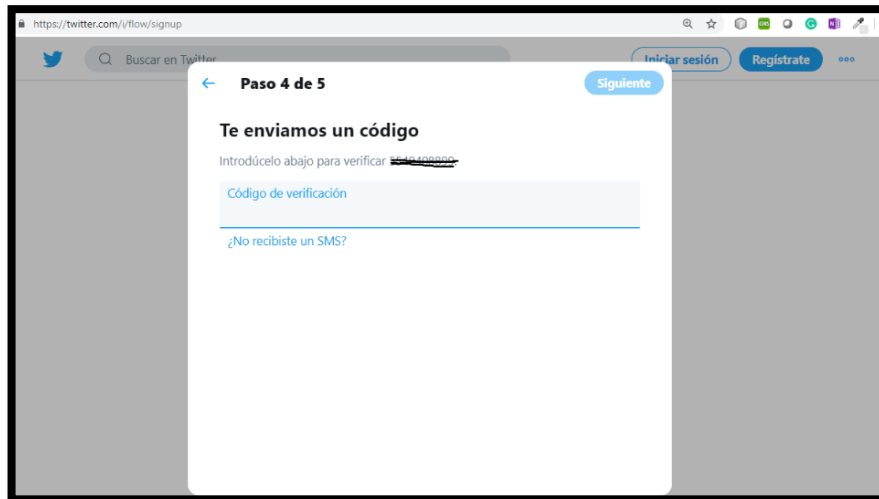 https://twitter.com/i/flow/signup
Buscar en Twitter
Iniciar sesión
Regístrate
Paso 4 de 5
Siguiente
Te enviamos un código
Introdúcelo abajo para verificar
Código de verificación
¿No recibiste un SMS?